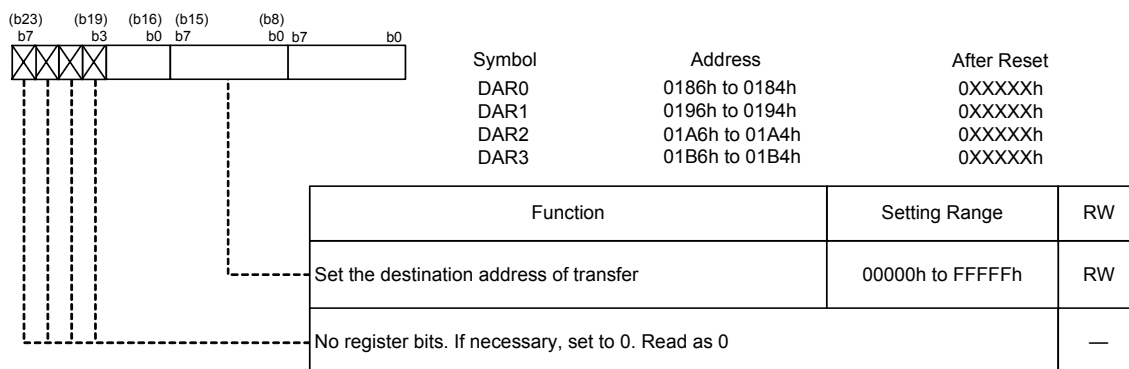 (b23) (b19) (b16) (b15) (b8)
b7 b3 b0 b7 b0 b7 b0
Symbol Address After Reset
DAR0 0186h to 0184h 0XXXXXh
DAR1 0196h to 0194h 0XXXXXh
DAR2 01A6h to 01A4h 0XXXXXh
DAR3 01B6h to 01B4h 0XXXXXh
Function Setting Range RW
Set the destination address of transfer 00000h to FFFFFh RW
No register bits. If necessary, set to 0. Read as 0 —